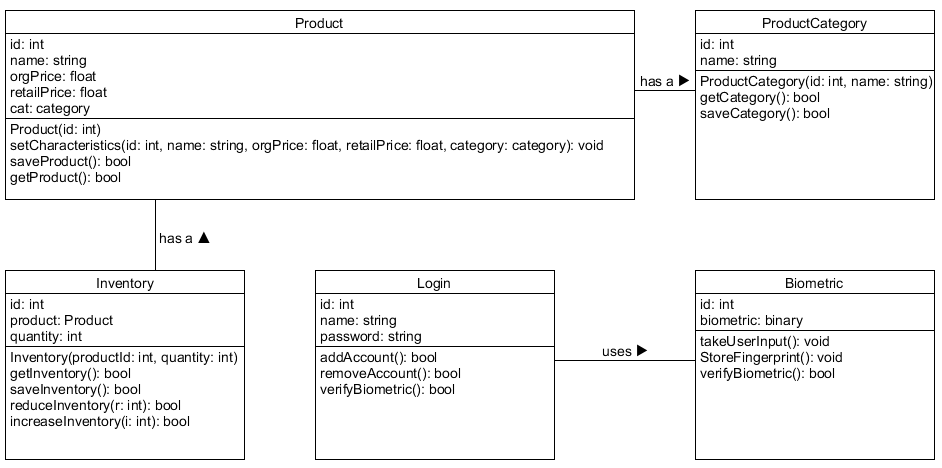 Product
id: int
name: string
orgPrice: float
retailPrice: float
cat: category
Product(id: int)
setCharacteristics(id: int, name: string, orgPrice: float, retailPrice: float, category: category): void
saveProduct(): bool
getProduct(): bool
has a ▶
ProductCategory
id: int
name: string
ProductCategory(id: int, name: string)
getCategory(): bool
saveCategory(): bool
has a ▲
Inventory
id: int
product: Product
quantity: int
Inventory(productId: int, quantity: int)
getInventory(): bool
saveInventory(): bool
reduceInventory(r: int): bool
increaseInventory(i: int): bool
Login
id: int
name: string
password: string
addAccount(): bool
removeAccount(): bool
verifyBiometric(): bool
uses ▶
Biometric
id: int
biometric: binary
takeUserInput(): void
StoreFingerprint(): void
verifyBiometric(): bool